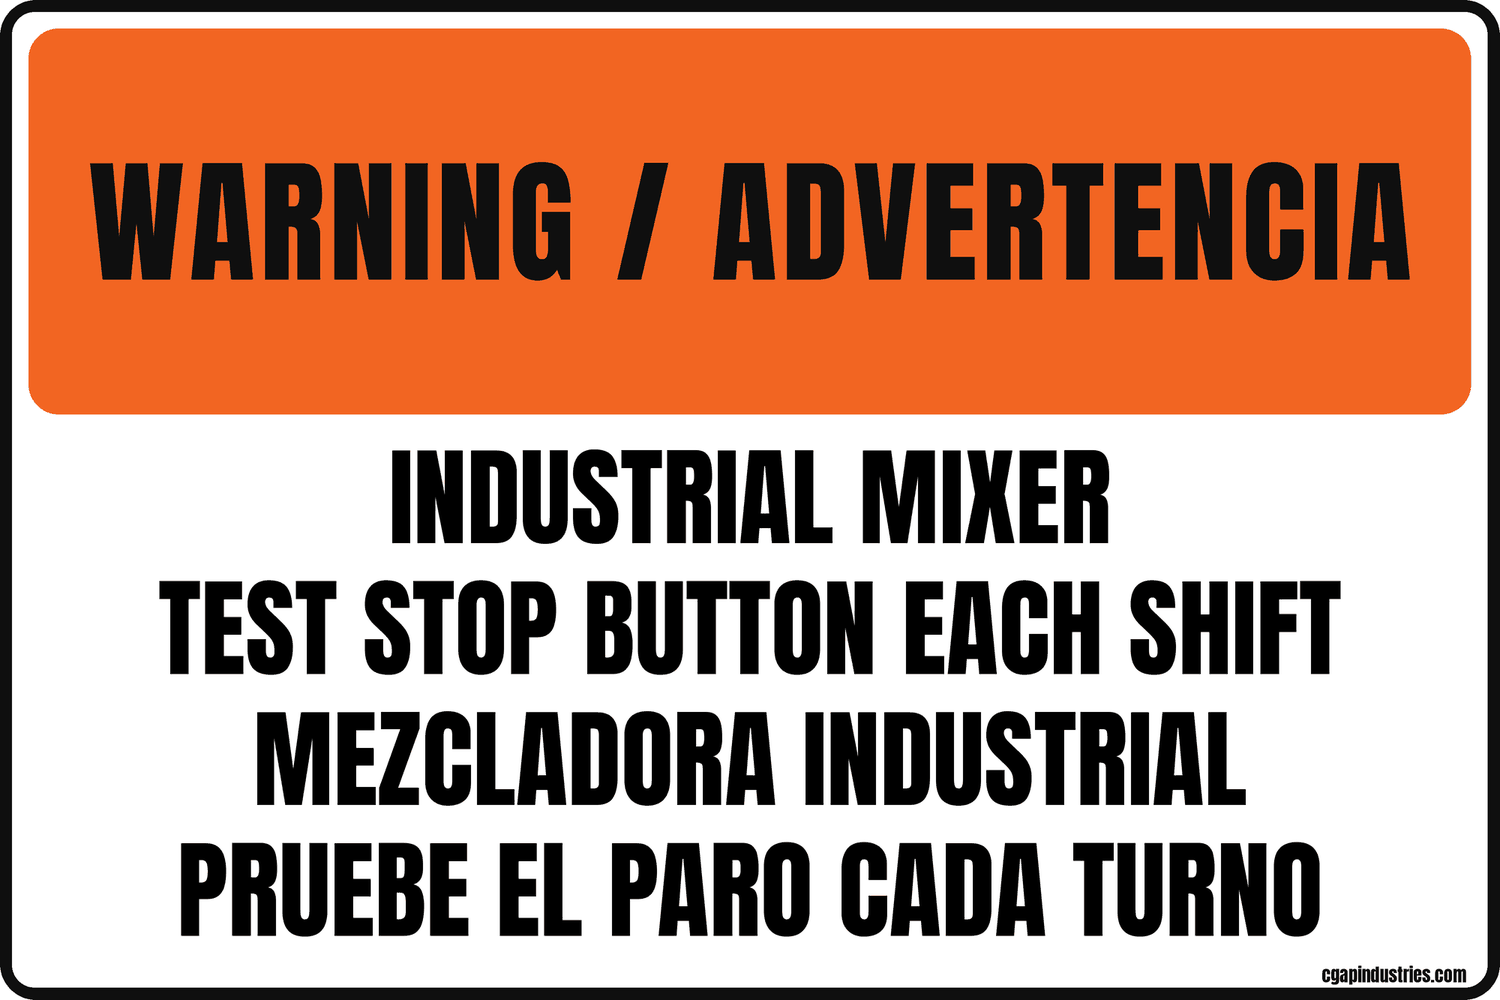 WARNING / ADVERTENCIA
INDUSTRIAL MIXER
TEST STOP BUTTON EACH SHIFT
MEZCLADORA INDUSTRIAL
PRUEBE EL PARO CADA TURNO
cgapindustries.com